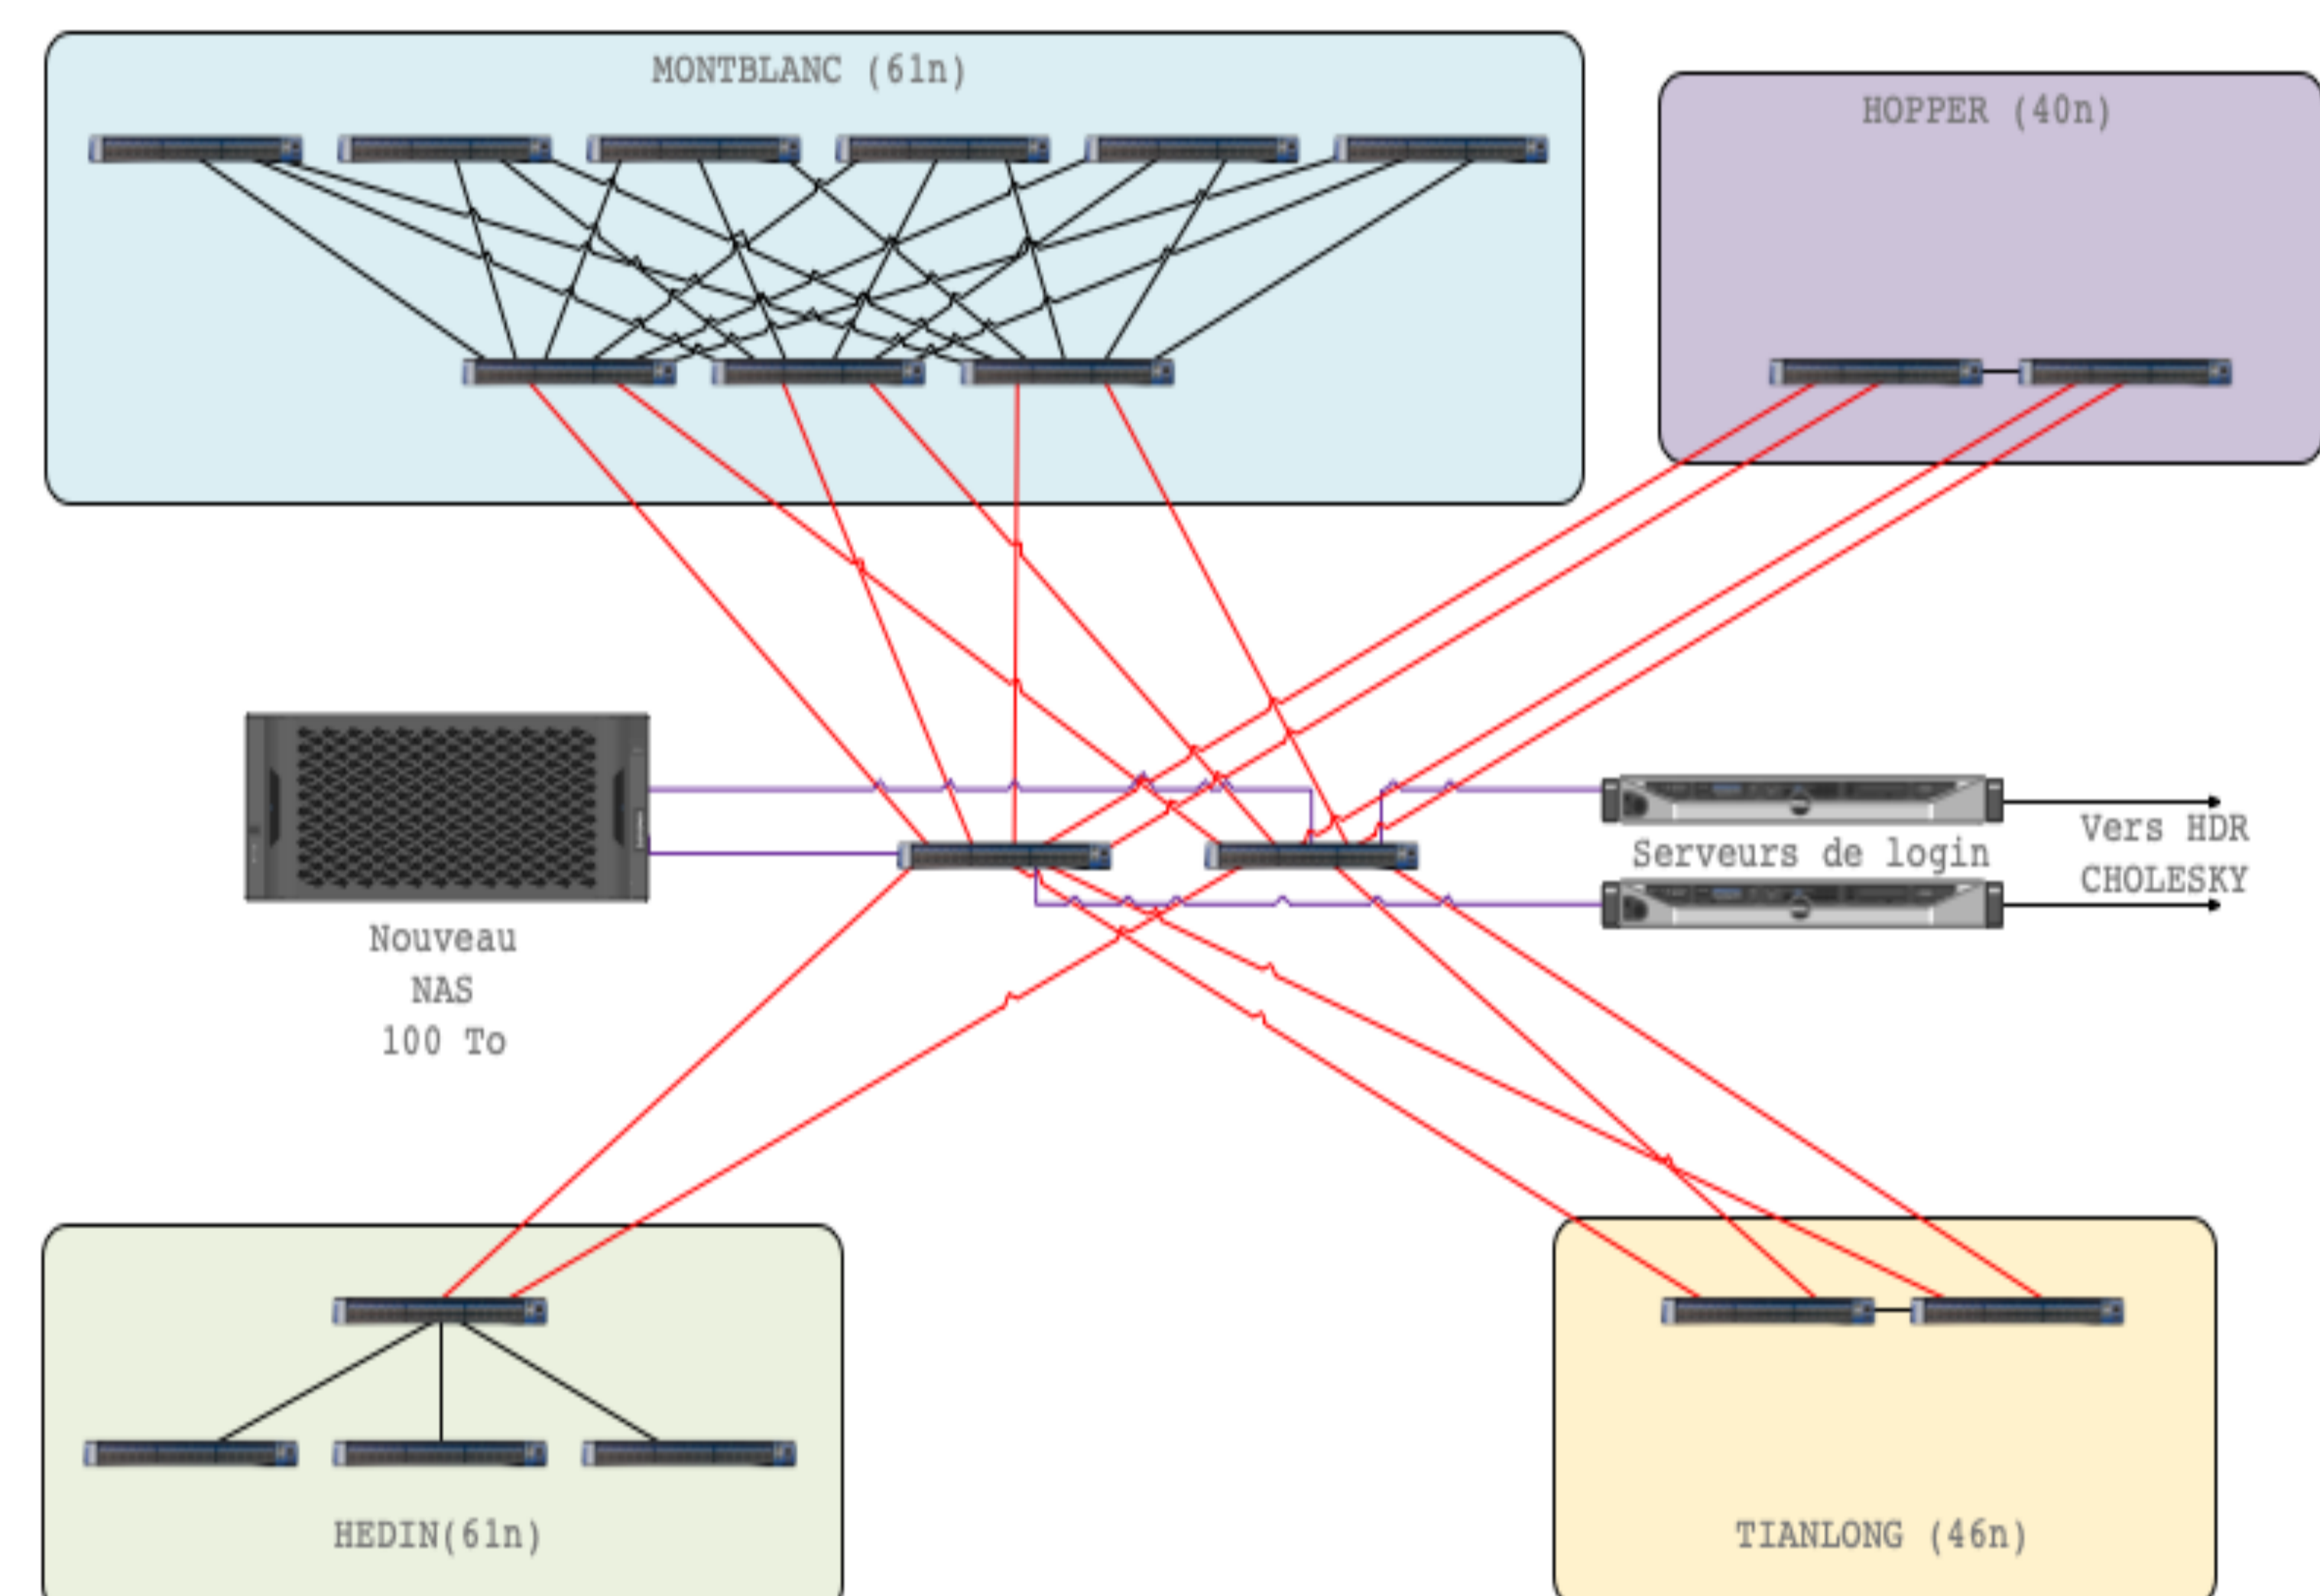 MONTBLANC (61n)
HOPPER (40n)
Nouveau
NAS
100 To
Serveurs de login
Vers HDR
CHOLESKY
HEDIN(61n)
TIANLONG (46n)